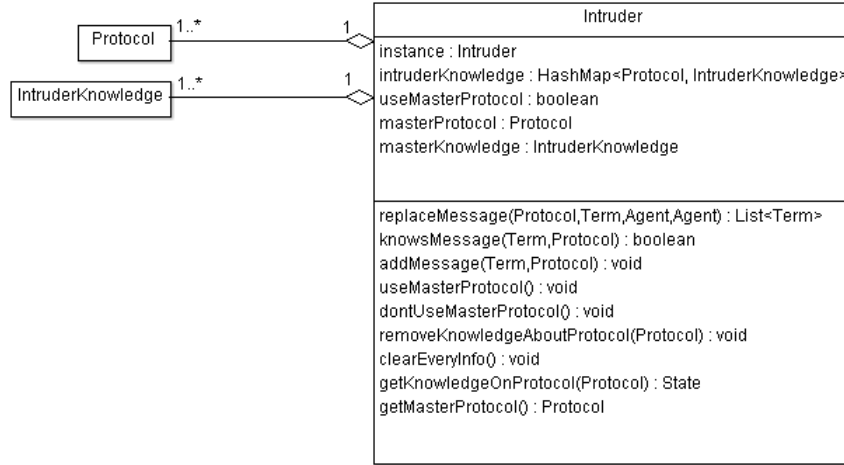 Intruder
Protocol
1..*
1
IntruderKnowledge
1..*
1
instance : Intruder
intruderKnowledge : HashMap<Protocol, IntruderKnowledge>
useMasterProtocol : boolean
masterProtocol : Protocol
masterKnowledge : IntruderKnowledge
replaceMessage(Protocol,Term,Agent,Agent) : List<Term>
knowsMessage(Term,Protocol) : boolean
addMessage(Term,Protocol) : void
useMasterProtocol() : void
dontUseMasterProtocol() : void
removeKnowledgeAboutProtocol(Protocol) : void
clearEveryInfo() : void
getKnowledgeOnProtocol(Protocol) : State
getMasterProtocol() : Protocol